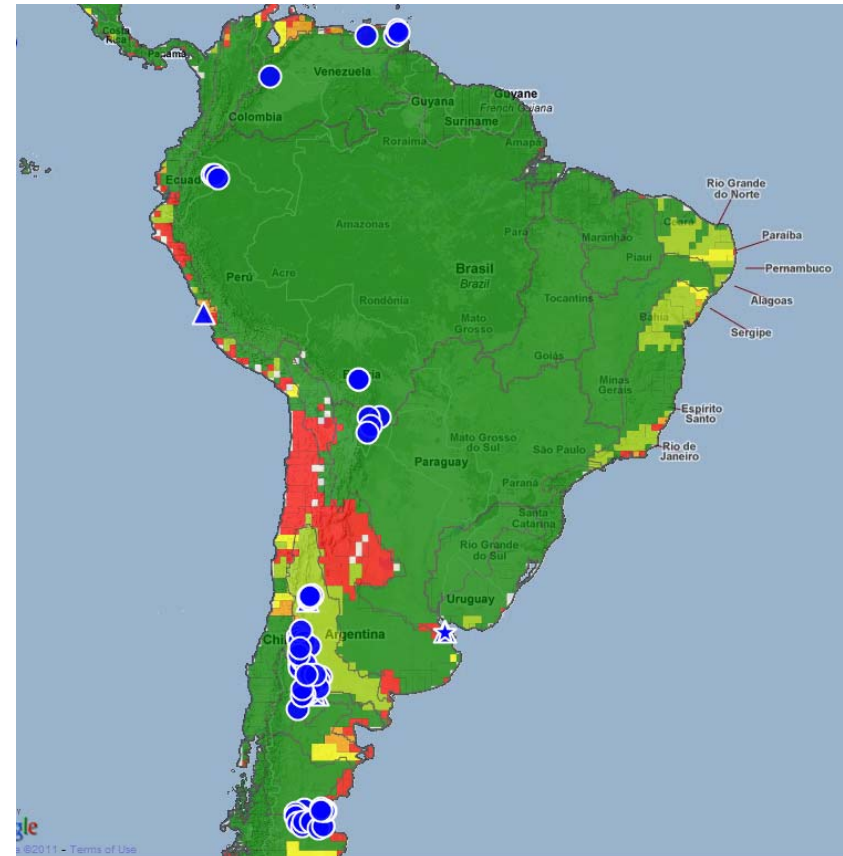 Costa
Rica
Panamá
Venezuela
Guyana
Guyane
French Guiana
Suriname
Colombia
Roraima
Amapá
Ecuad
Amazonas
Pará
Maranhão
Ceará
Rio Grande
do Norte
Paraíba
Piauí
Pernambuco
Alagoas
Sergipe
Perú
Acre
Brasil
Brazil
Rondônia
Tocantins
Mato
Grosso
Bahia
Goiás
Minas
Gerais
Espírito
Santo
Mato Grosso
do Sul
São Paulo
Rio de
Janeiro
Paraguay
Paraná
Santa
Catarina
Rio Grande
do Sul
Uruguay
Argentina
gle
©2011 - Terms of Use